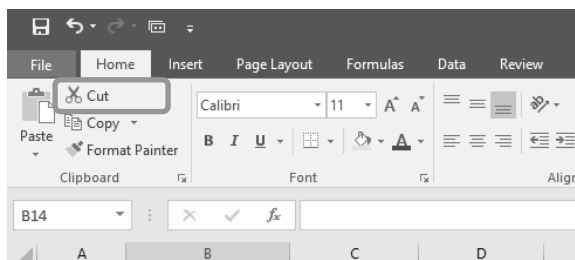 File Home Insert Page Layout Formulas Data Review
Cut
Copy
Format Painter
Paste
Calibri 11 A A
B I U A
Clipboard Font Align
B14 fx
A B C D